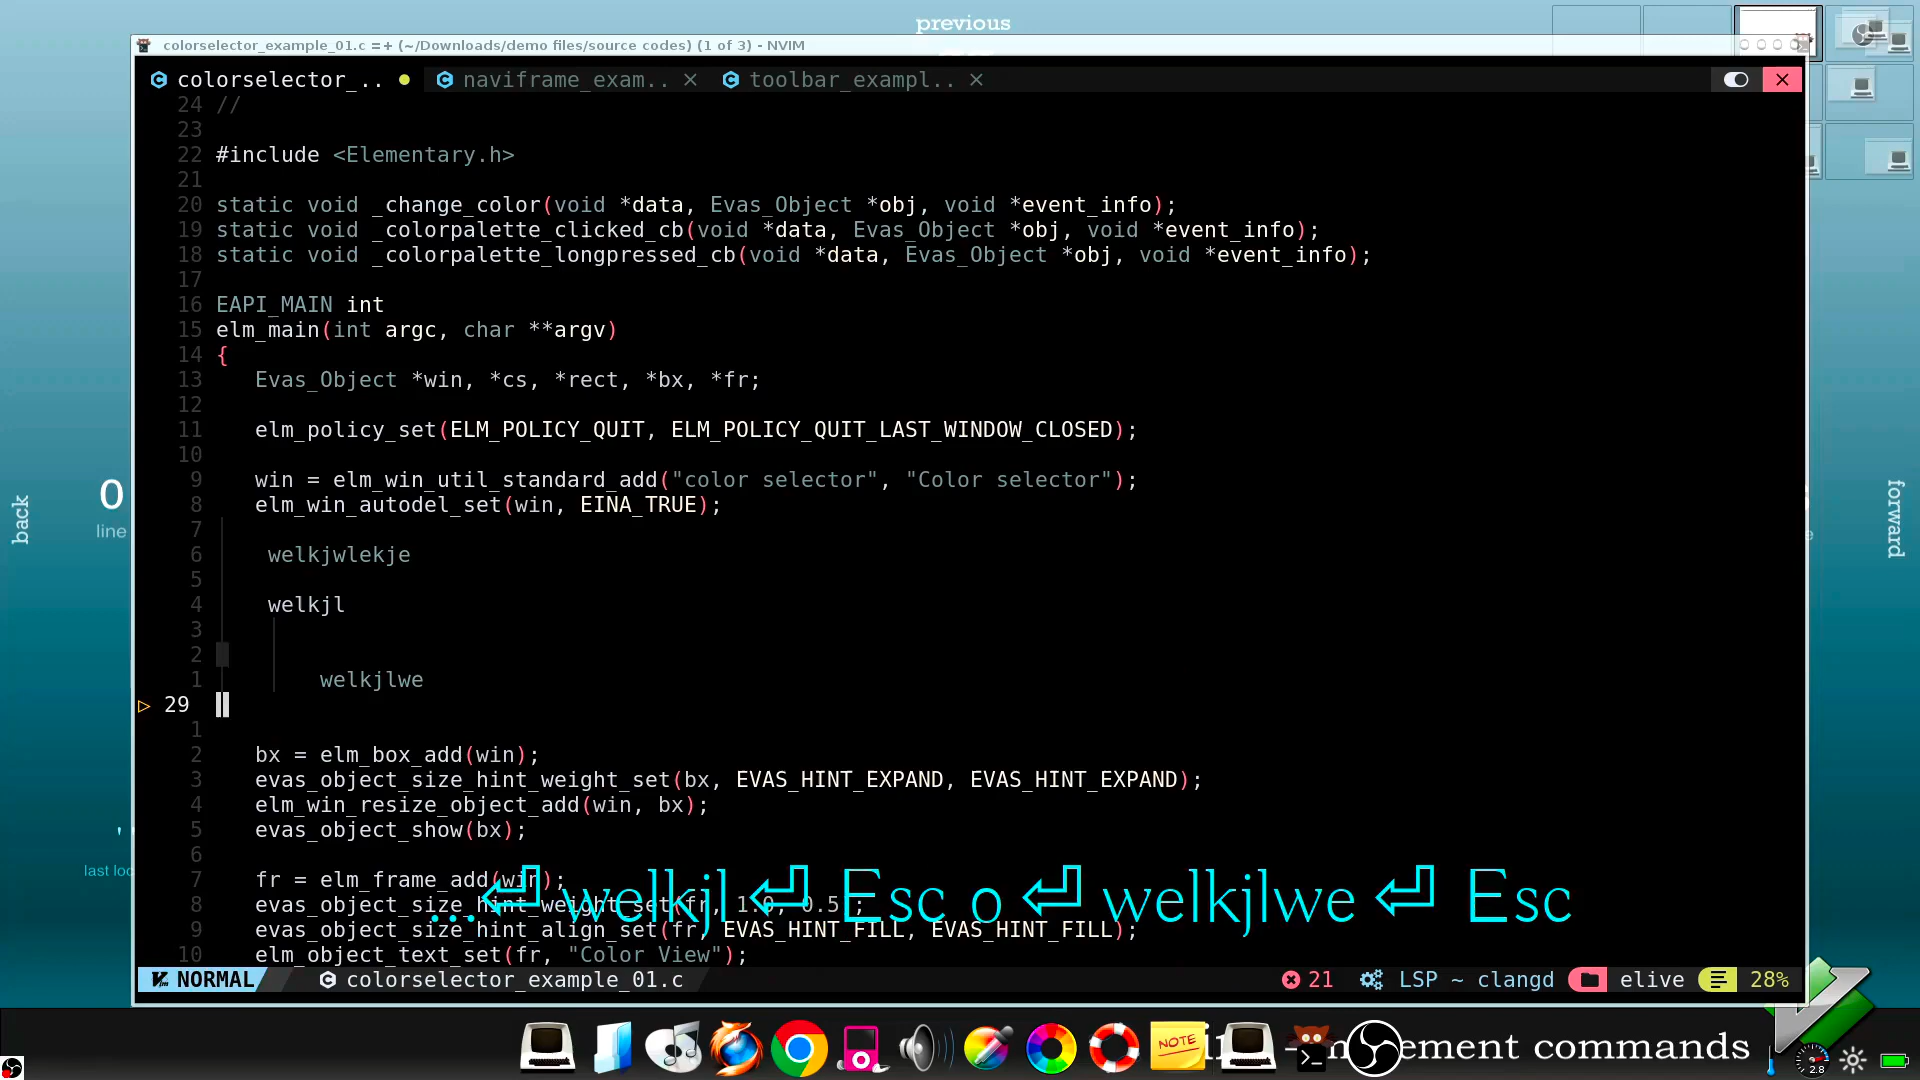 previous
colorselector_example_01.c =+ (~/Downloads/demo files/source codes) (1 of 3) - NVIM
colorselector_.. ● naviframe_exam.. × toolbar_exampl.. ×
24 //
23
22 #include <Elementary.h>
21
20 static void _change_color(void *data, Evas_Object *obj, void *event_info);
19 static void _colorpalette_clicked_cb(void *data, Evas_Object *obj, void *event_info);
18 static void _colorpalette_longpressed_cb(void *data, Evas_Object *obj, void *event_info);
17
16 EAPI_MAIN int
15 elm_main(int argc, char **argv)
14 {
13 Evas_Object *win, *cs, *rect, *bx, *fr;
12
11 elm_policy_set(ELM_POLICY_QUIT, ELM_POLICY_QUIT_LAST_WINDOW_CLOSED);
10
9 win = elm_win_util_standard_add("color selector", "Color selector");
8 elm_win_autodel_set(win, EINA_TRUE);
7
6 welkjwlekje
5
4 welkjl
3
2
1 welkjlwe
29
1
2 bx = elm_box_add(win);
3 evas_object_size_hint_weight_set(bx, EVAS_HINT_EXPAND, EVAS_HINT_EXPAND);
4 elm_win_resize_object_add(win, bx);
5 evas_object_show(bx);
6
7 fr = elm_frame_add(win);
8 evas_object_size_hint_weight_set(fr, 1.0, 0.5);
9 evas_object_size_hint_align_set(fr, EVAS_HINT_FILL, EVAS_HINT_FILL);
10 elm_object_text_set(fr, "Color View");
...⏎ welkjl ⏎ Esc o ⏎ welkjlwe ⏎ Esc
NORMAL colorselector_example_01.c 21 LSP ~ clangd elive 28%
back
0
line
last loc
forward
NOTE
ement commands
2.8